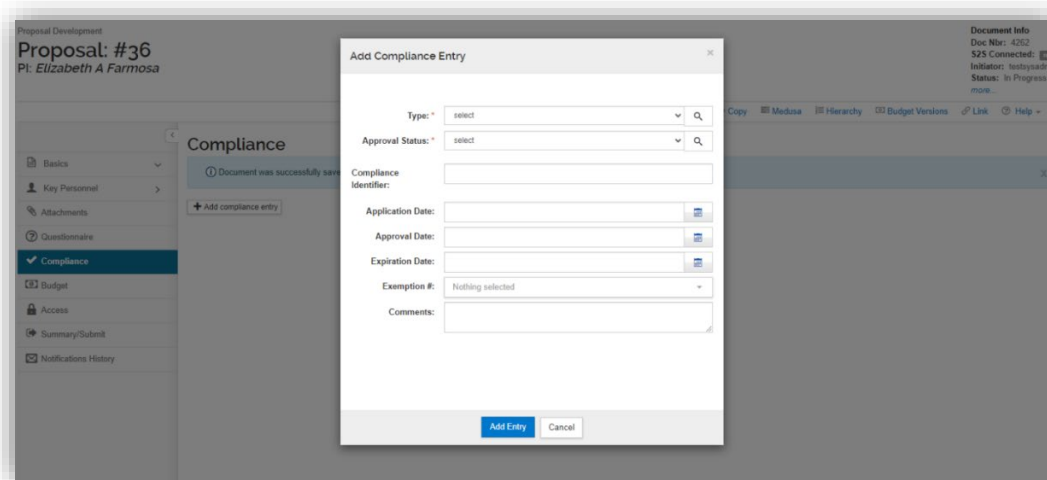 Proposal Development
Proposal: #36
PI: Elizabeth A Farmosa
Document Info
Doc Nbr: 4262
S2S Connected:
Initiator: testsysadm
Status: In Progress
more...
Copy Medusa Hierarchy Budget Versions Link Help
Basics
Key Personnel
Attachments
Questionnaire
Compliance
Budget
Access
Summary/Submit
Notifications History
Compliance
Document was successfully save
X
+ Add compliance entry
Add Compliance Entry
×
Type: * select
Approval Status: * select
Compliance
Identifier:
Application Date:
Approval Date:
Expiration Date:
Exemption #: Nothing selected
Comments:
Add Entry Cancel